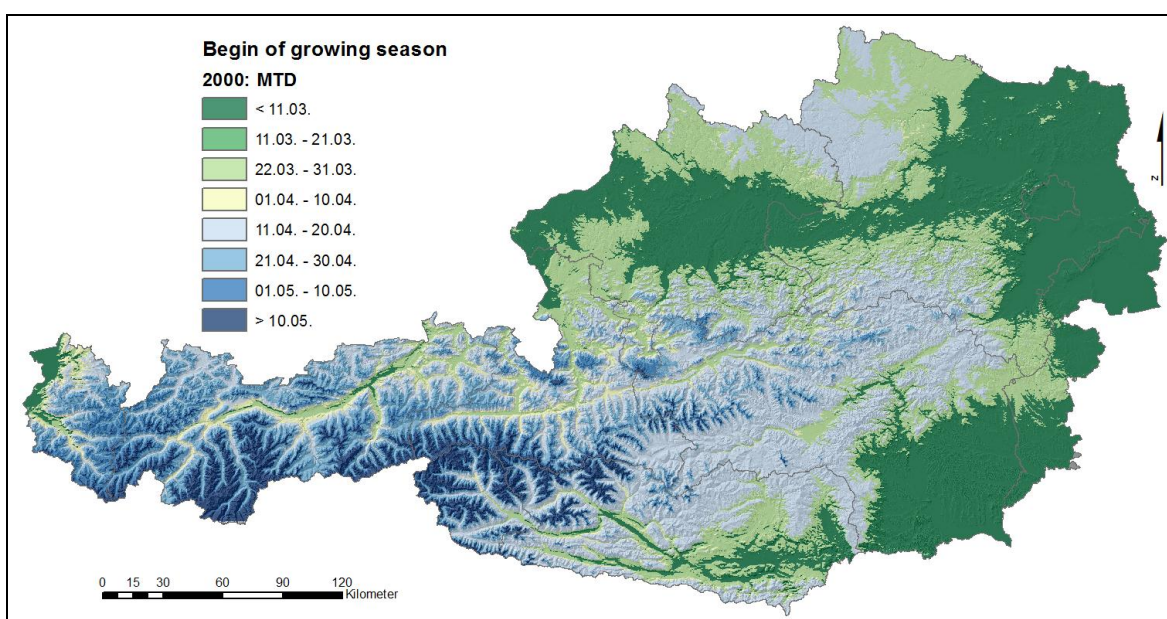 Begin of growing season
2000: MTD
< 11.03.
11.03. - 21.03.
22.03. - 31.03.
01.04. - 10.04.
11.04. - 20.04.
21.04. - 30.04.
01.05. - 10.05.
> 10.05.
N
0 15 30 60 90 120
Kilometer